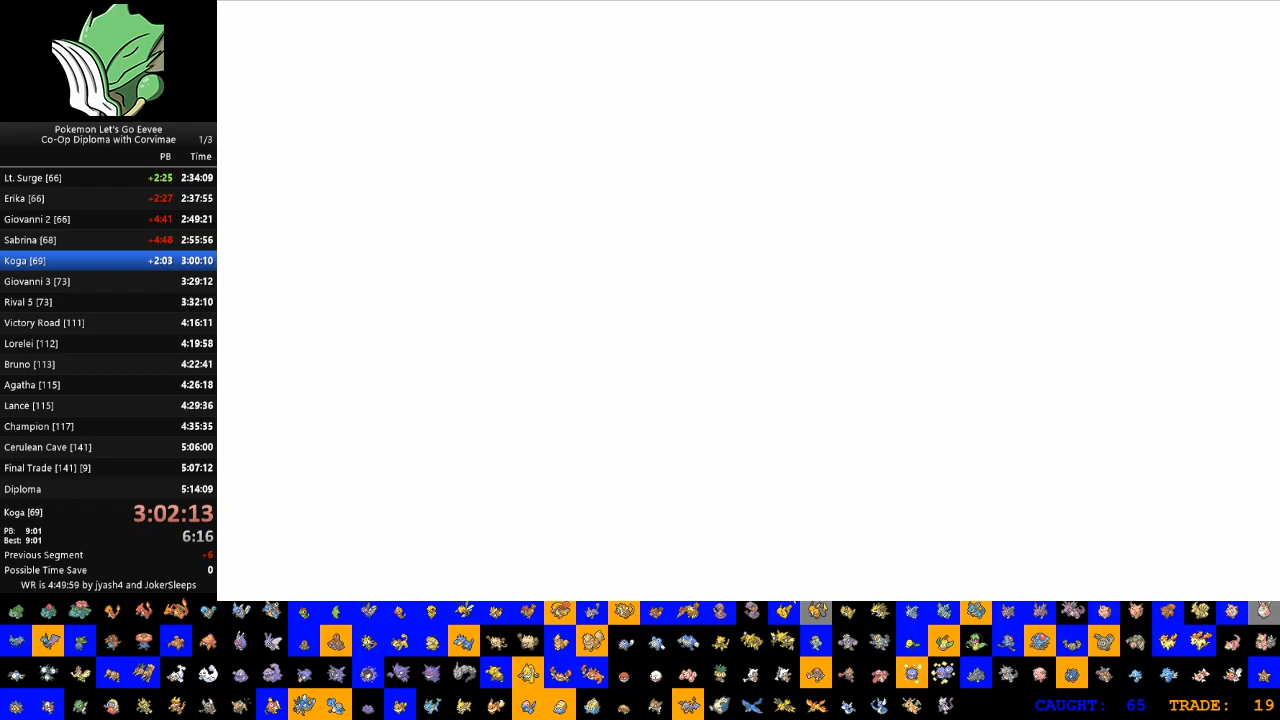 Pokemon Let's Go Eevee
Co-Op Diploma with Corvimae 1/3
PB Time
Lt. Surge [66] +2:25 2:34:09
Erika [66] +2:27 2:37:55
Giovanni 2 [66] +4:41 2:49:21
Sabrina [68] +4:48 2:55:56
Koga [69] +2:03 3:00:10
Giovanni 3 [73] 3:29:12
Rival 5 [73] 3:32:10
Victory Road [111] 4:16:11
Lorelei [112] 4:19:58
Bruno [113] 4:22:41
Agatha [115] 4:26:18
Lance [115] 4:29:36
Champion [117] 4:35:35
Cerulean Cave [141] 5:06:00
Final Trade [141] [9] 5:07:12
Diploma 5:14:09
Koga [69] 3:02:13
PB: 9:01
Best: 9:01 6:16
Previous Segment +6
Possible Time Save 0
WR is 4:49:59 by jyash4 and JokerSleeps
CAUGHT: 65 TRADE: 19